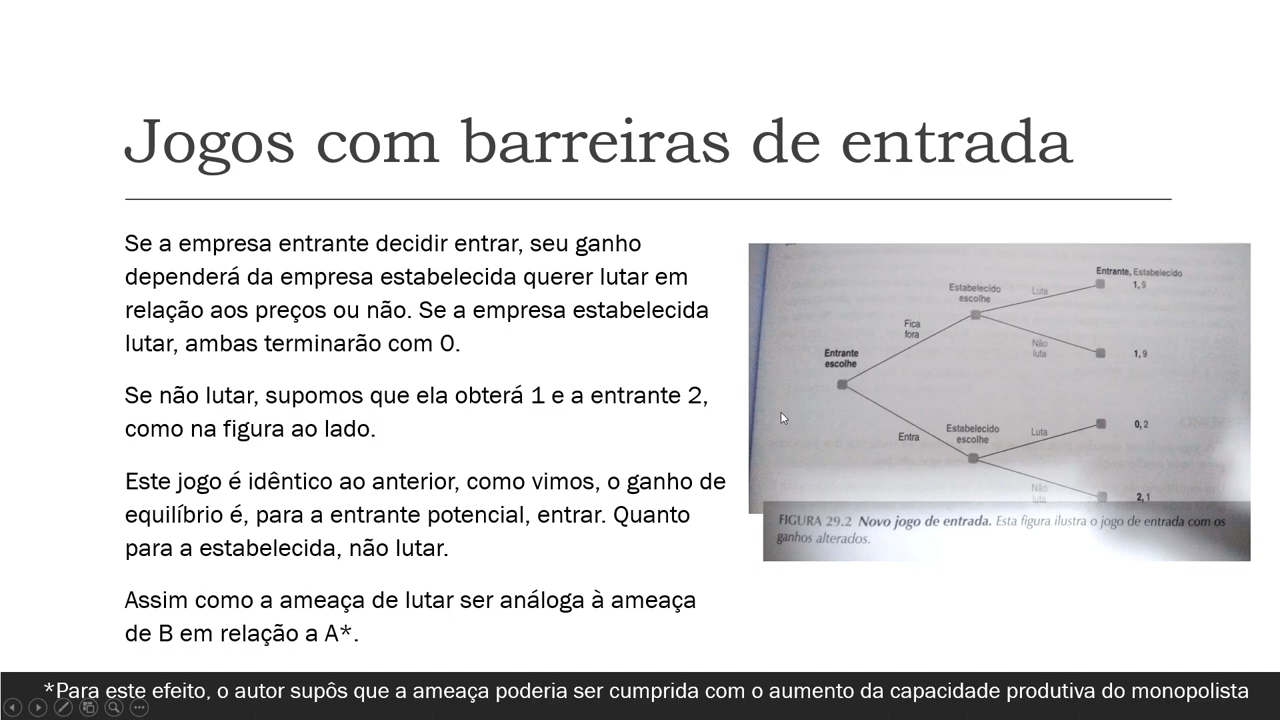 Jogos com barreiras de entrada
Se a empresa entrante decidir entrar, seu ganho
dependerá da empresa estabelecida querer lutar em
relação aos preços ou não. Se a empresa estabelecida
lutar, ambas terminarão com 0.
Se não lutar, supomos que ela obterá 1 e a entrante 2,
como na figura ao lado.
Este jogo é idêntico ao anterior, como vimos, o ganho de
equilíbrio é, para a entrante potencial, entrar. Quanto
para a estabelecida, não lutar.
Assim como a ameaça de lutar ser análoga à ameaça
de B em relação a A*.
Entrante, Estabelecido
Estabelecido
escolhe
Luta
1, 9
Fica
fora
Não
luta
1, 9
Entrante
escolhe
Entra
Estabelecido
escolhe
Luta
0, 2
Não
luta
2, 1
FIGURA 29.2 Novo jogo de entrada. Esta figura ilustra o jogo de entrada com os
ganhos alterados.
*Para este efeito, o autor supôs que a ameaça poderia ser cumprida com o aumento da capacidade produtiva do monopolista